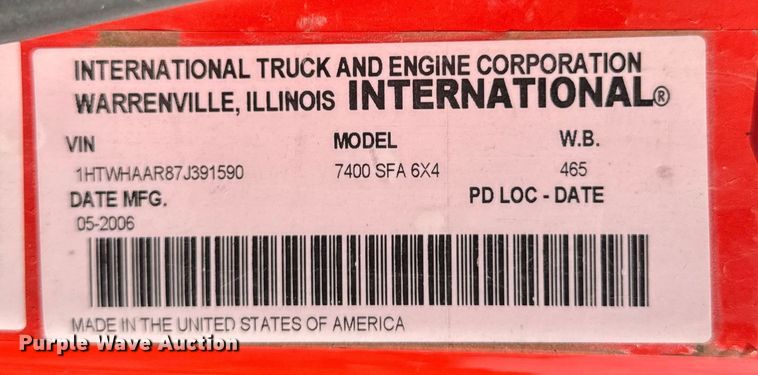 INTERNATIONAL TRUCK AND ENGINE CORPORATION
WARRENVILLE, ILLINOIS INTERNATIONAL®
VIN MODEL W.B.
1HTWHAAR87J391590 7400 SFA 6X4 465
DATE MFG. PD LOC - DATE
05-2006
MADE IN THE UNITED STATES OF AMERICA
Purple Wave Auction